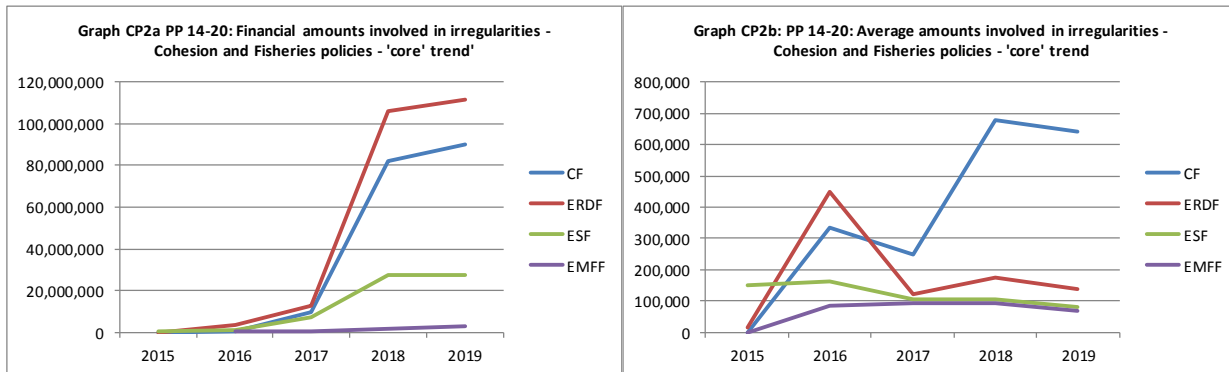 Graph CP2a PP 14-20: Financial amounts involved in irregularities -
Cohesion and Fisheries policies - 'core' trend'
120,000,000
100,000,000
80,000,000
60,000,000
40,000,000
20,000,000
0
2015 2016 2017 2018 2019
CF
ERDF
ESF
EMFF
Graph CP2b: PP 14-20: Average amounts involved in irregularities -
Cohesion and Fisheries policies - 'core' trend
800,000
700,000
600,000
500,000
400,000
300,000
200,000
100,000
0
2015 2016 2017 2018 2019
CF
ERDF
ESF
EMFF